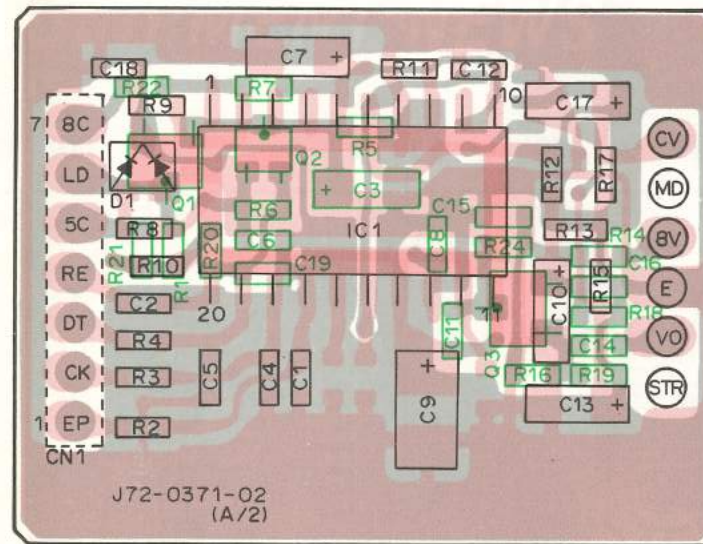 C7 +
C18
R22
R7
R11
C12
1
R9
10
C17 +
7
8C
R5
CV
Q2
LD
R12
R17
MD
D1
Q1
+ C3
R6
C15
5C
R8
R20
IC1
C8
R13
R14
8V
C6
R24
RE
R21
R10
R1
C19
+
C10
R15
C16
E
DT
C2
20
11
R18
C11
R4
Q3
C14
VO
CK
R3
C5
C4
C1
+
C9
R16
R19
STR
1
EP
R2
C13 +
CN1
J72-0371-02
(A/2)